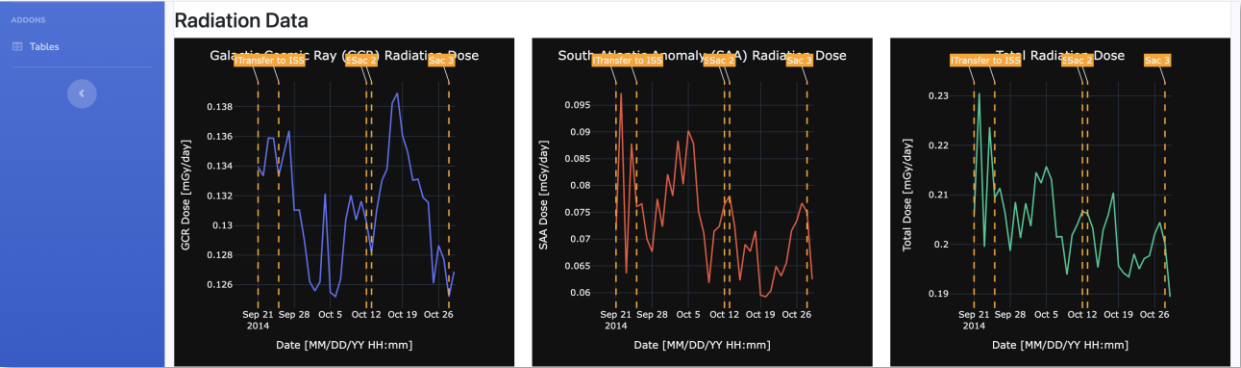 ADDONS
Tables
Radiation Data
Galactic Cosmic Ray (GCR) Radiation Dose
Transfer to ISS
Sac 2
Sac 3
0.138
0.136
0.134
0.132
0.13
0.128
0.126
GCR Dose [mGy/day]
Sep 21
2014
Sep 28
Oct 5
Oct 12
Oct 19
Oct 26
Date [MM/DD/YY HH:mm]
South Atlantic Anomaly (SAA) Radiation Dose
Transfer to ISS
Sac 2
Sac 3
0.095
0.09
0.085
0.08
0.075
0.07
0.065
0.06
SAA Dose [mGy/day]
Sep 21
2014
Sep 28
Oct 5
Oct 12
Oct 19
Oct 26
Date [MM/DD/YY HH:mm]
Total Radiation Dose
Transfer to ISS
Sac 2
Sac 3
0.23
0.22
0.21
0.2
0.19
Total Dose [mGy/day]
Sep 21
2014
Sep 28
Oct 5
Oct 12
Oct 19
Oct 26
Date [MM/DD/YY HH:mm]